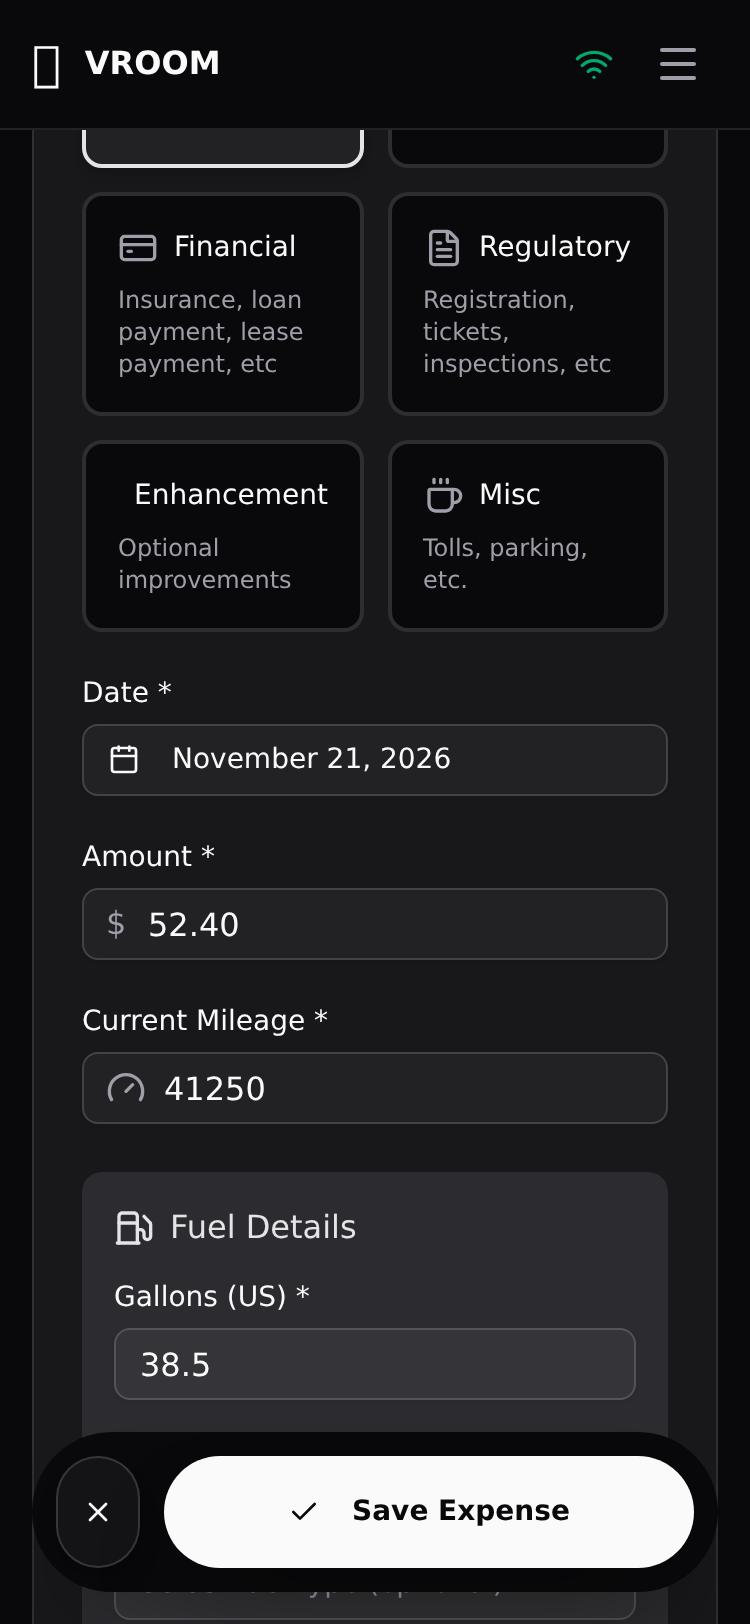 VROOM
Financial
Insurance, loan
payment, lease
payment, etc
Regulatory
Registration,
tickets,
inspections, etc
Enhancement
Optional
improvements
Misc
Tolls, parking,
etc.
Date *
November 21, 2026
Amount *
$ 52.40
Current Mileage *
41250
Fuel Details
Gallons (US) *
38.5
Save Expense